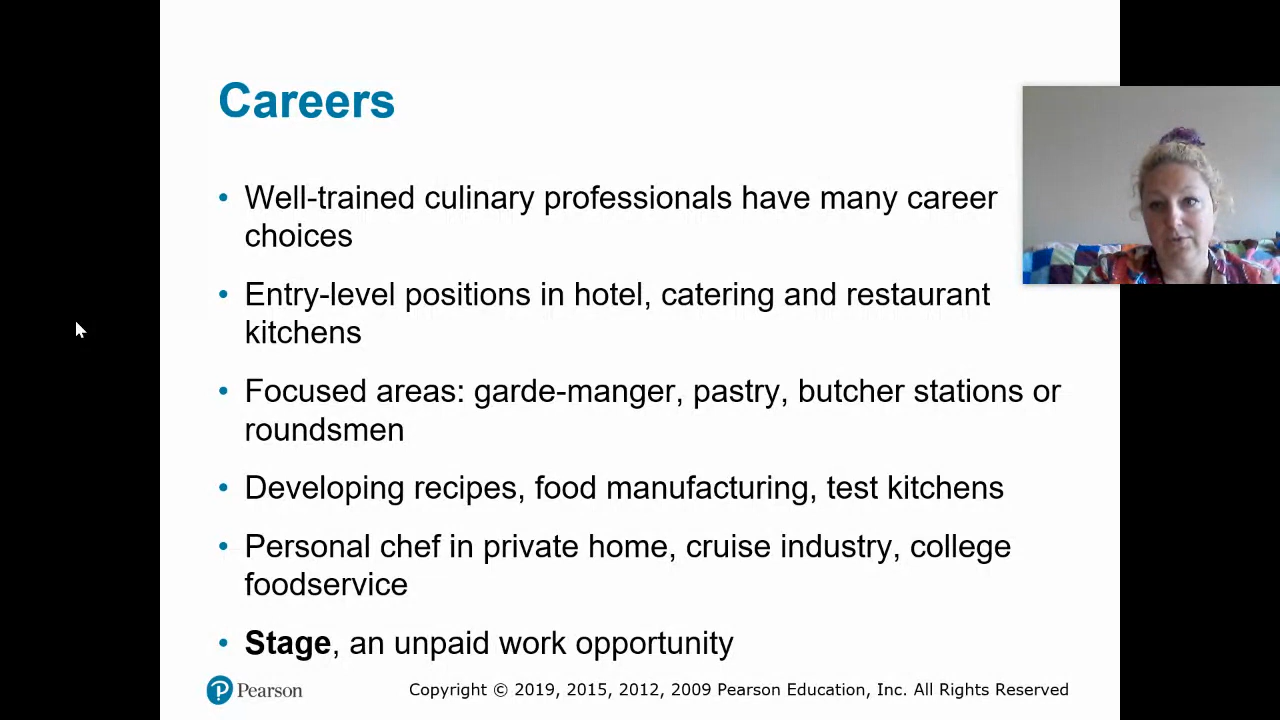 Careers
• Well-trained culinary professionals have many career
choices
• Entry-level positions in hotel, catering and restaurant
kitchens
• Focused areas: garde-manger, pastry, butcher stations or
roundsmen
• Developing recipes, food manufacturing, test kitchens
• Personal chef in private home, cruise industry, college
foodservice
• Stage, an unpaid work opportunity
P Pearson
Copyright © 2019, 2015, 2012, 2009 Pearson Education, Inc. All Rights Reserved